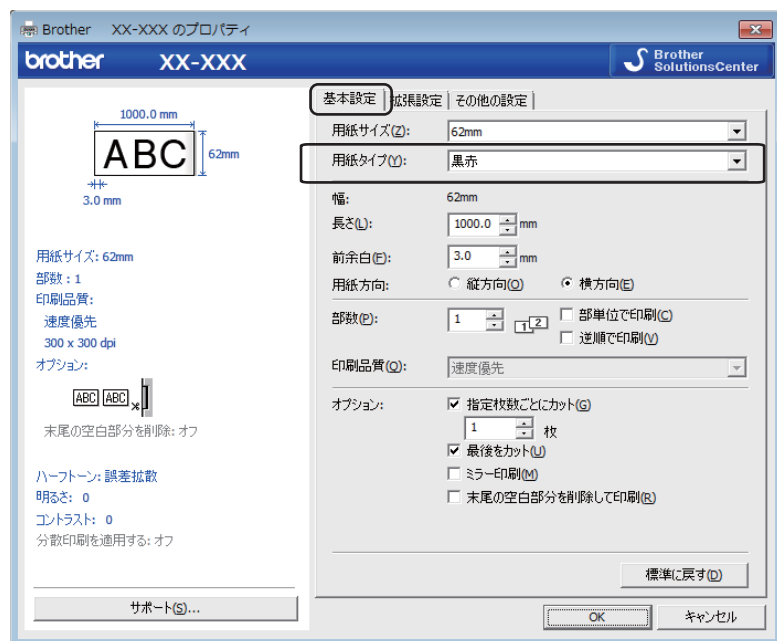 Brother XX-XXX のプロパティ
brother XX-XXX
Brother
SolutionsCenter
1000.0 mm
ABC
62mm
3.0 mm
用紙サイズ: 62mm
部数 : 1
印刷品質:
速度優先
300 x 300 dpi
オプション:
ABC ABC
末尾の空白部分を削除: オフ
ハーフトーン: 誤差拡散
明るさ: 0
コントラスト: 0
分散印刷を適用する: オフ
サポート(S)...
基本設定 拡張設定 その他の設定
用紙サイズ(Z): 62mm
用紙タイプ(Y): 黒赤
幅: 62mm
長さ(L): 1000.0 mm
前余白(F): 3.0 mm
用紙方向: 縦方向(O) 横方向(E)
部数(P): 1 1 2 部単位で印刷(C)
逆順で印刷(V)
印刷品質(Q): 速度優先
オプション: 指定枚数ごとにカット(G)
1 枚
最後をカット(U)
ミラー印刷(M)
末尾の空白部分を削除して印刷(R)
標準に戻す(D)
OK キャンセル